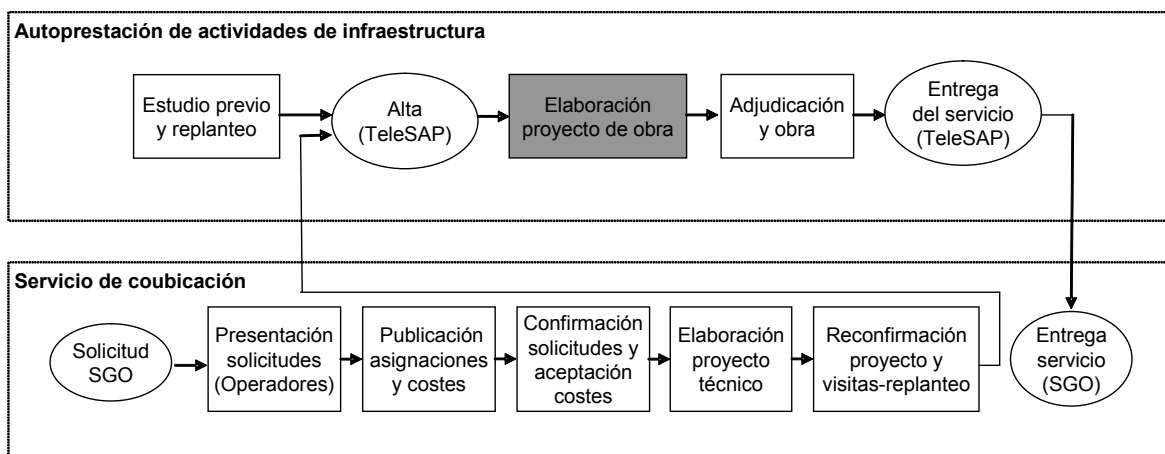 Autoprestación de actividades de infraestructura
Estudio previo
y replanteo
Alta
(TeleSAP)
Elaboración
proyecto de obra
Adjudicación
y obra
Entrega
del servicio
(TeleSAP)
Servicio de coubicación
Solicitud
SGO
Presentación
solicitudes
(Operadores)
Publicación
asignaciones
y costes
Confirmación
solicitudes y
aceptación
costes
Elaboración
proyecto
técnico
Reconfirmación
proyecto y
visitas-replanteo
Entrega
servicio
(SGO)